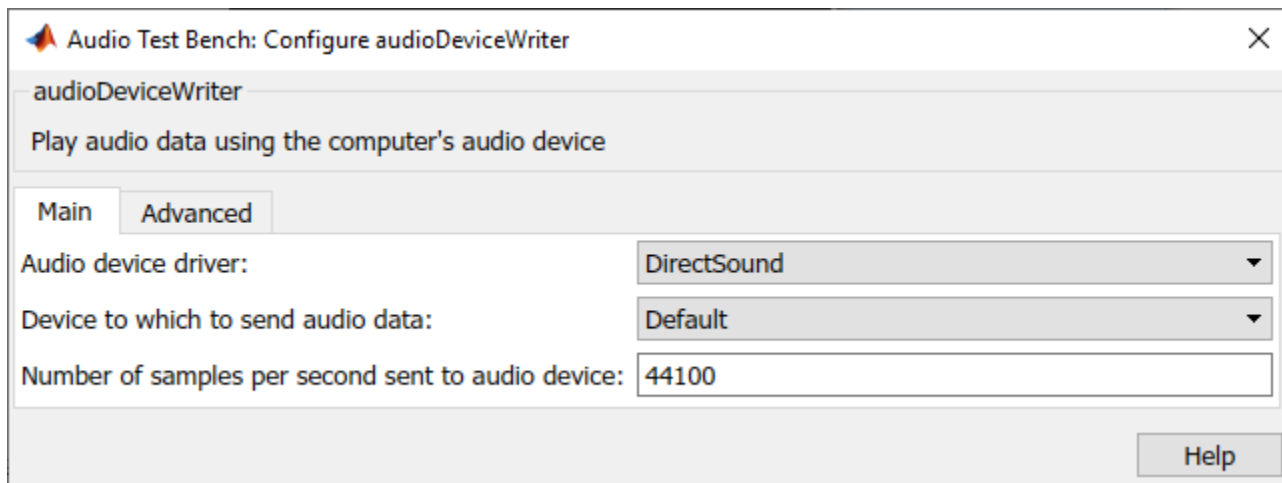 Audio Test Bench: Configure audioDeviceWriter
audioDeviceWriter
Play audio data using the computer's audio device
Main Advanced
Audio device driver: DirectSound
Device to which to send audio data: Default
Number of samples per second sent to audio device: 44100
Help